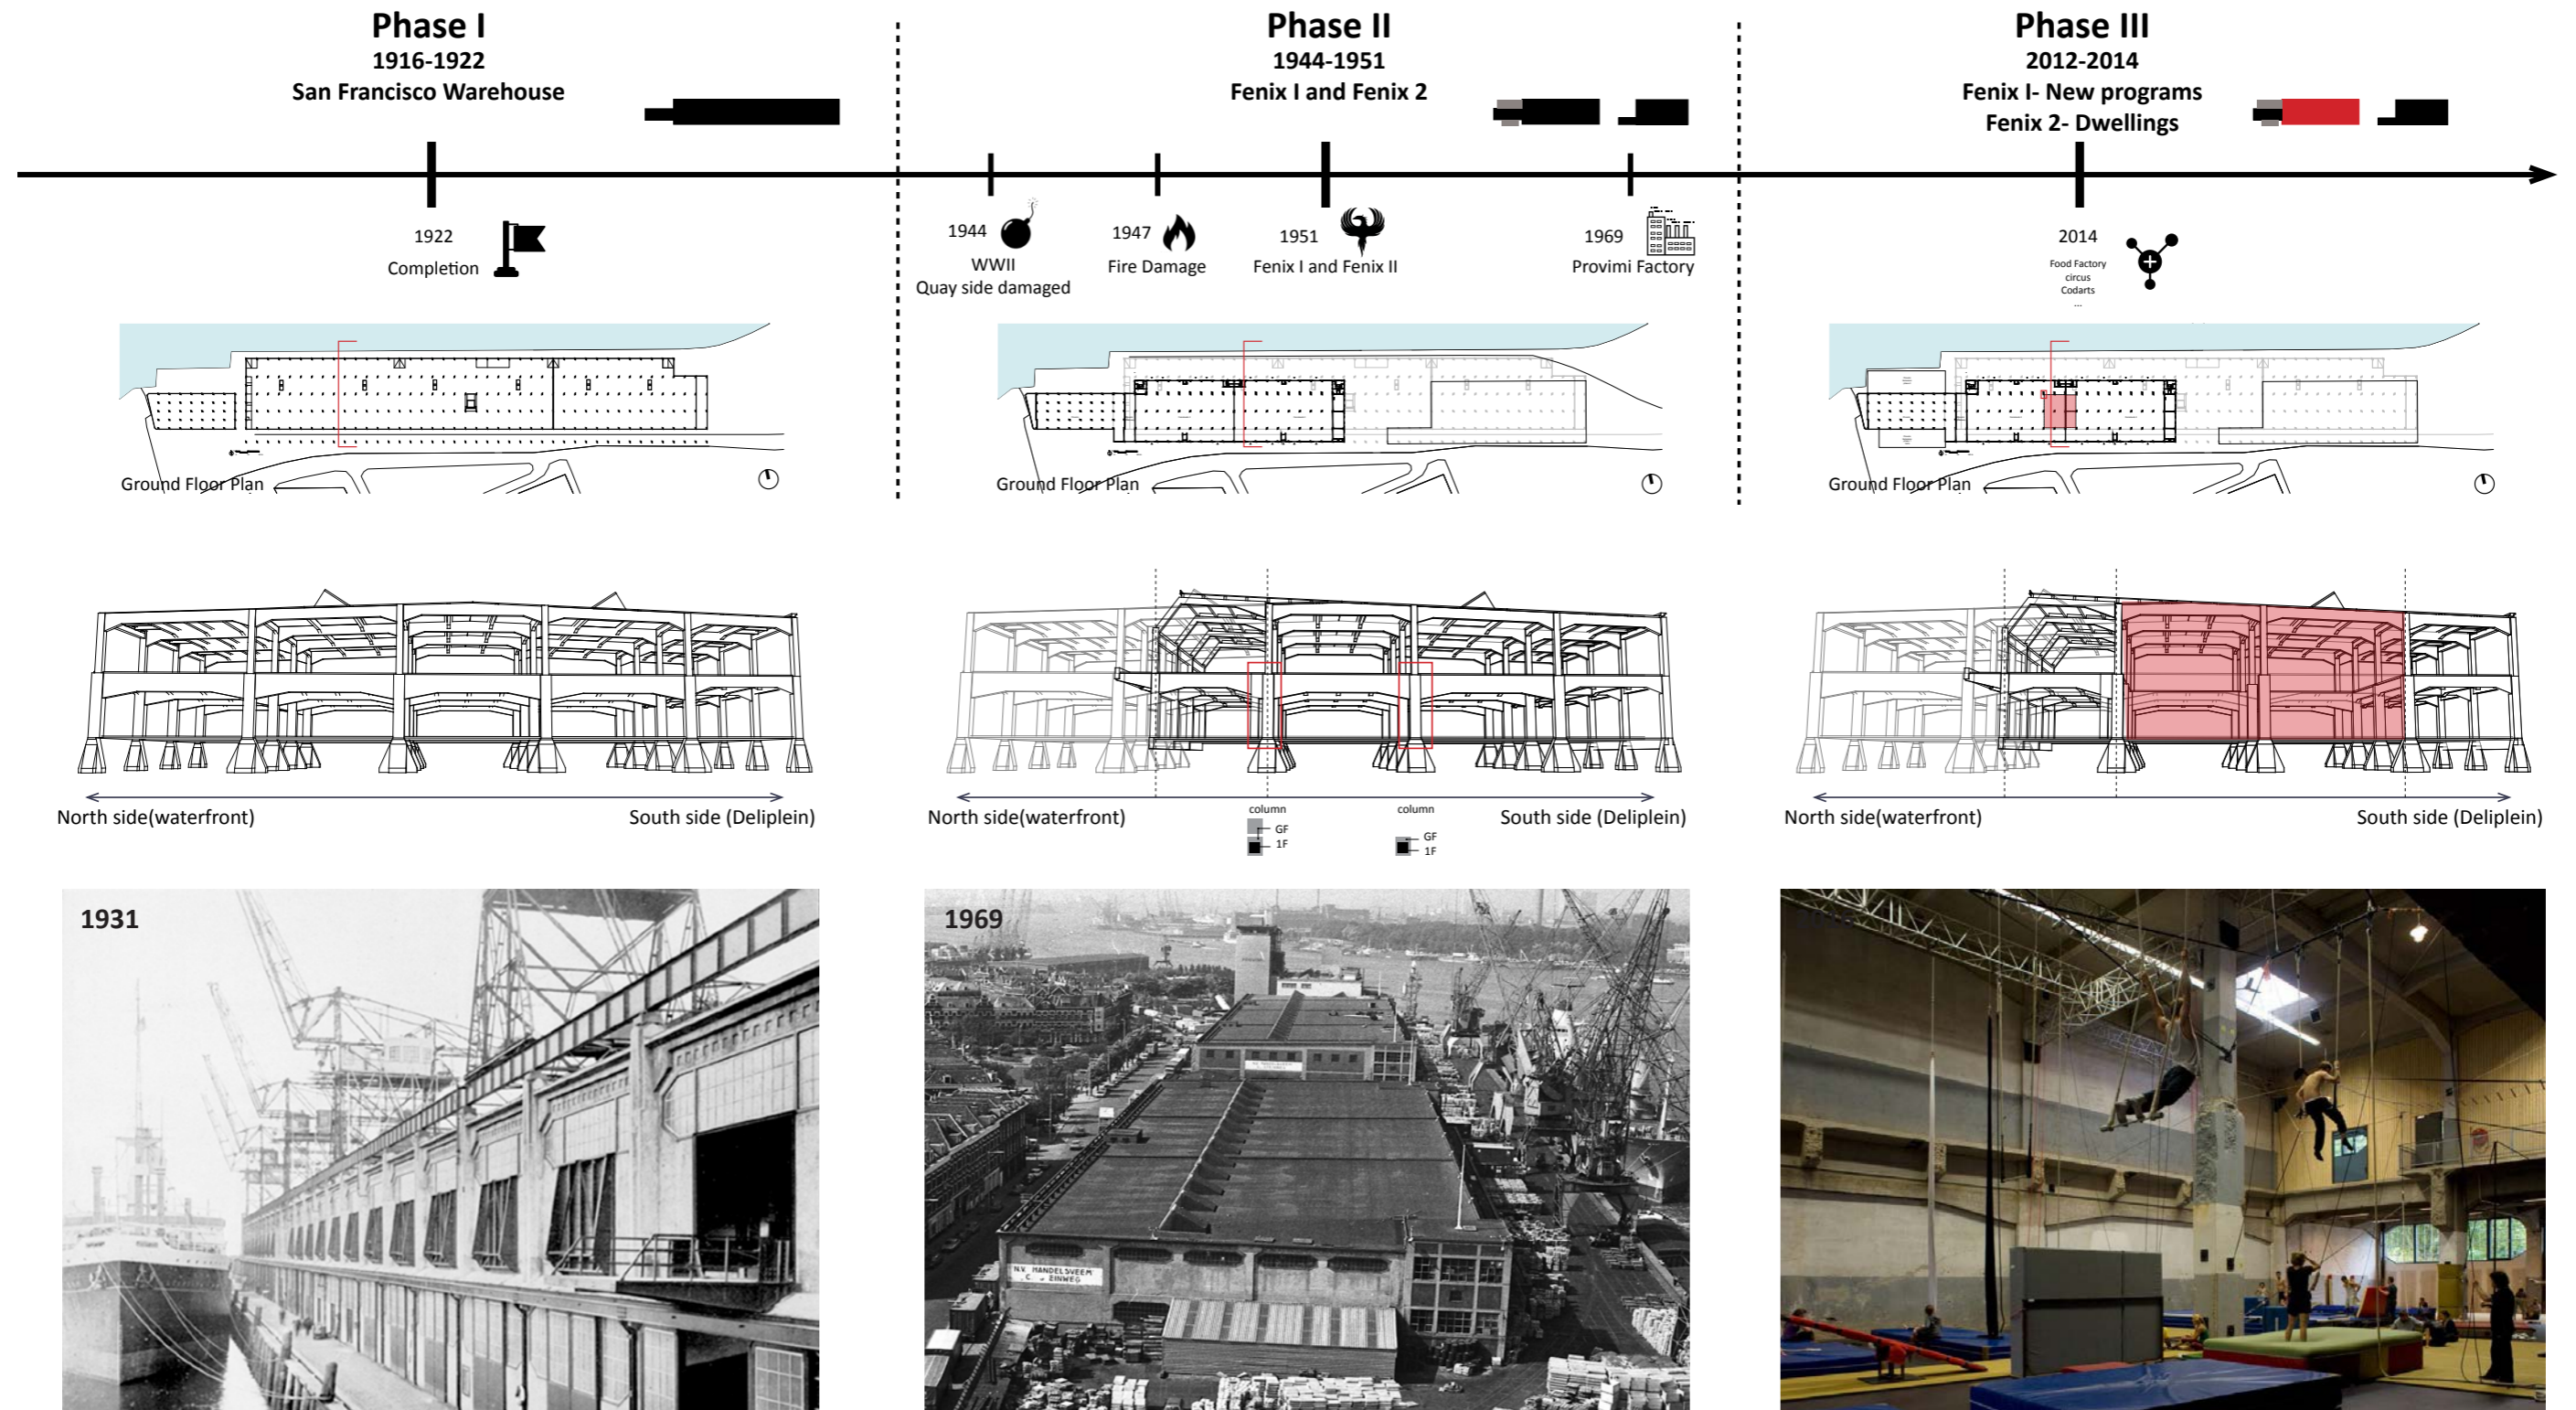 Phase I
1916-1922
San Francisco Warehouse
Phase II
1944-1951
Fenix I and Fenix 2
Phase III
2012-2014
Fenix I- New programs
Fenix 2- Dwellings
1922
Completion
1944
WWII
Quay side damaged
1947
Fire Damage
1951
Fenix I and Fenix II
1969
Provimi Factory
2014
Food Factory
circus
Codarts
...
Ground Floor Plan
Ground Floor Plan
Ground Floor Plan
North side(waterfront)
South side (Deliplein)
North side(waterfront)
column
GF
1F
column
GF
1F
South side (Deliplein)
North side(waterfront)
South side (Deliplein)
1931
1969
N.V. HANDELSVEEM